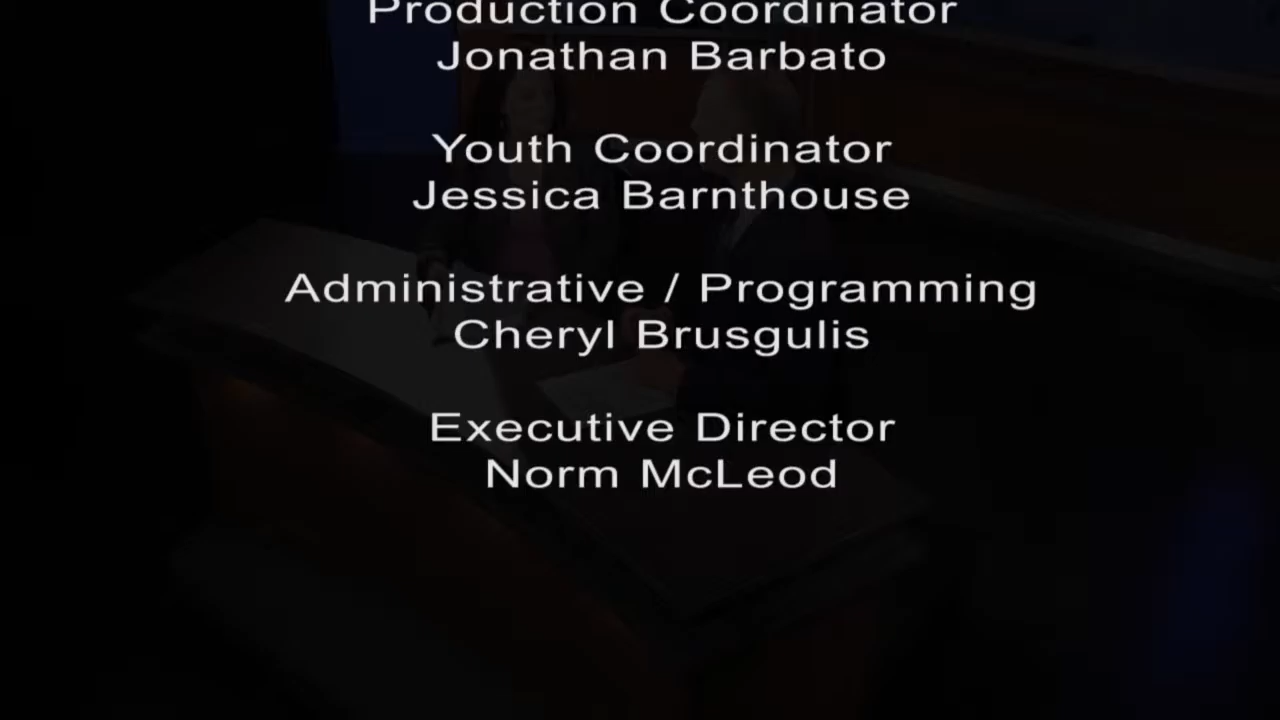 Production Coordinator
Jonathan Barbato
Youth Coordinator
Jessica Barnthouse
Administrative / Programming
Cheryl Brusgulis
Executive Director
Norm McLeod